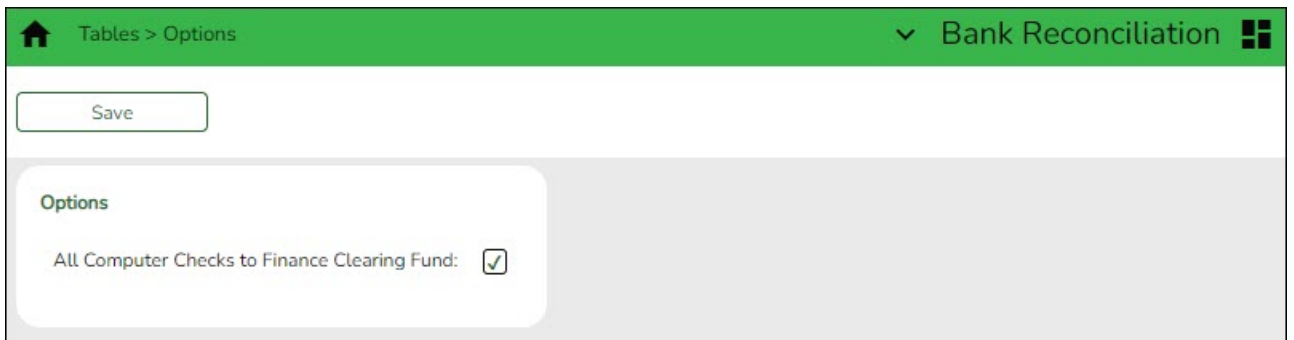 Tables > Options
Bank Reconciliation
Save
Options
All Computer Checks to Finance Clearing Fund: